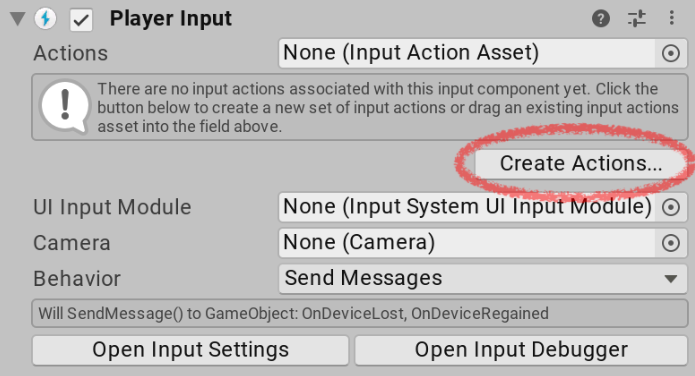 Player Input
Actions None (Input Action Asset)
There are no input actions associated with this input component yet. Click the
button below to create a new set of input actions or drag an existing input actions
asset into the field above.
Create Actions...
UI Input Module None (Input System UI Input Module)
Camera None (Camera)
Behavior Send Messages
Will SendMessage() to GameObject: OnDeviceLost, OnDeviceRegained
Open Input Settings Open Input Debugger